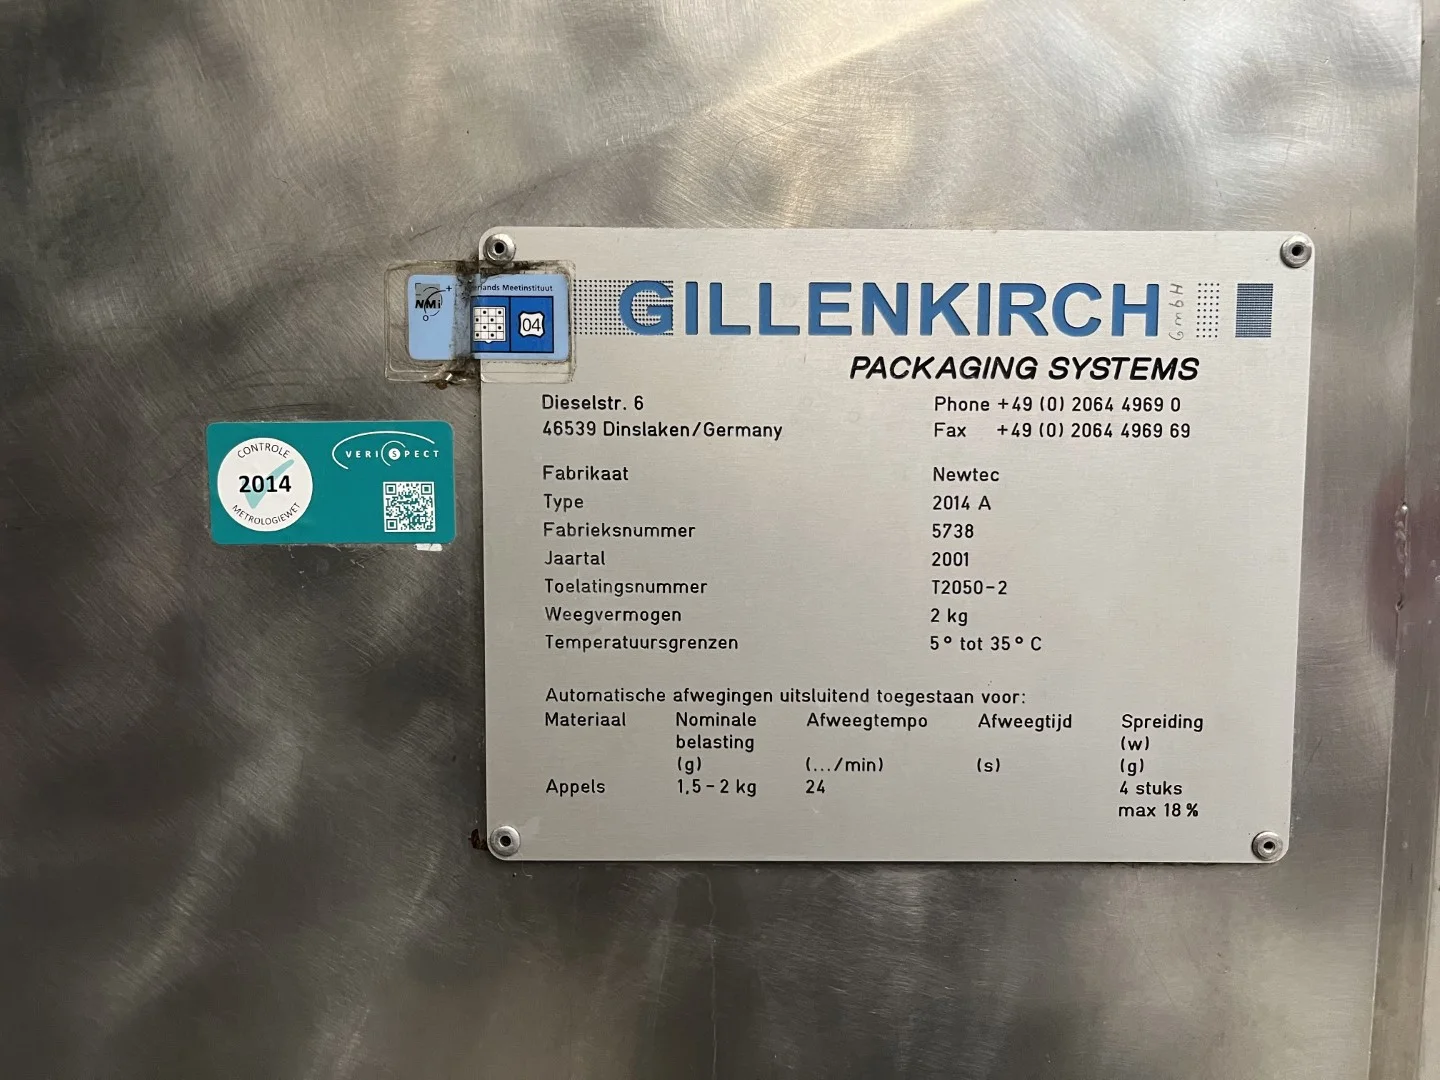 NMi
rlands Meetinstituut
04
GILLENKIRCH GmbH
PACKAGING SYSTEMS
Dieselstr. 6 Phone +49 (0) 2064 4969 0
46539 Dinslaken/Germany Fax +49 (0) 2064 4969 69
CONTROLE
2014
METROLOGIEWET
VERISPECT
Fabrikaat Newtec
Type 2014 A
Fabrieksnummer 5738
Jaartal 2001
Toelatingsnummer T2050-2
Weegvermogen 2 kg
Temperatuursgrenzen 5° tot 35° C
Automatische afwegingen uitsluitend toegestaan voor:
Materiaal Nominale Afweegtempo Afweegtijd Spreiding
belasting (w)
(g) (.../min) (s) (g)
Appels 1,5-2 kg 24 4 stuks
max 18%